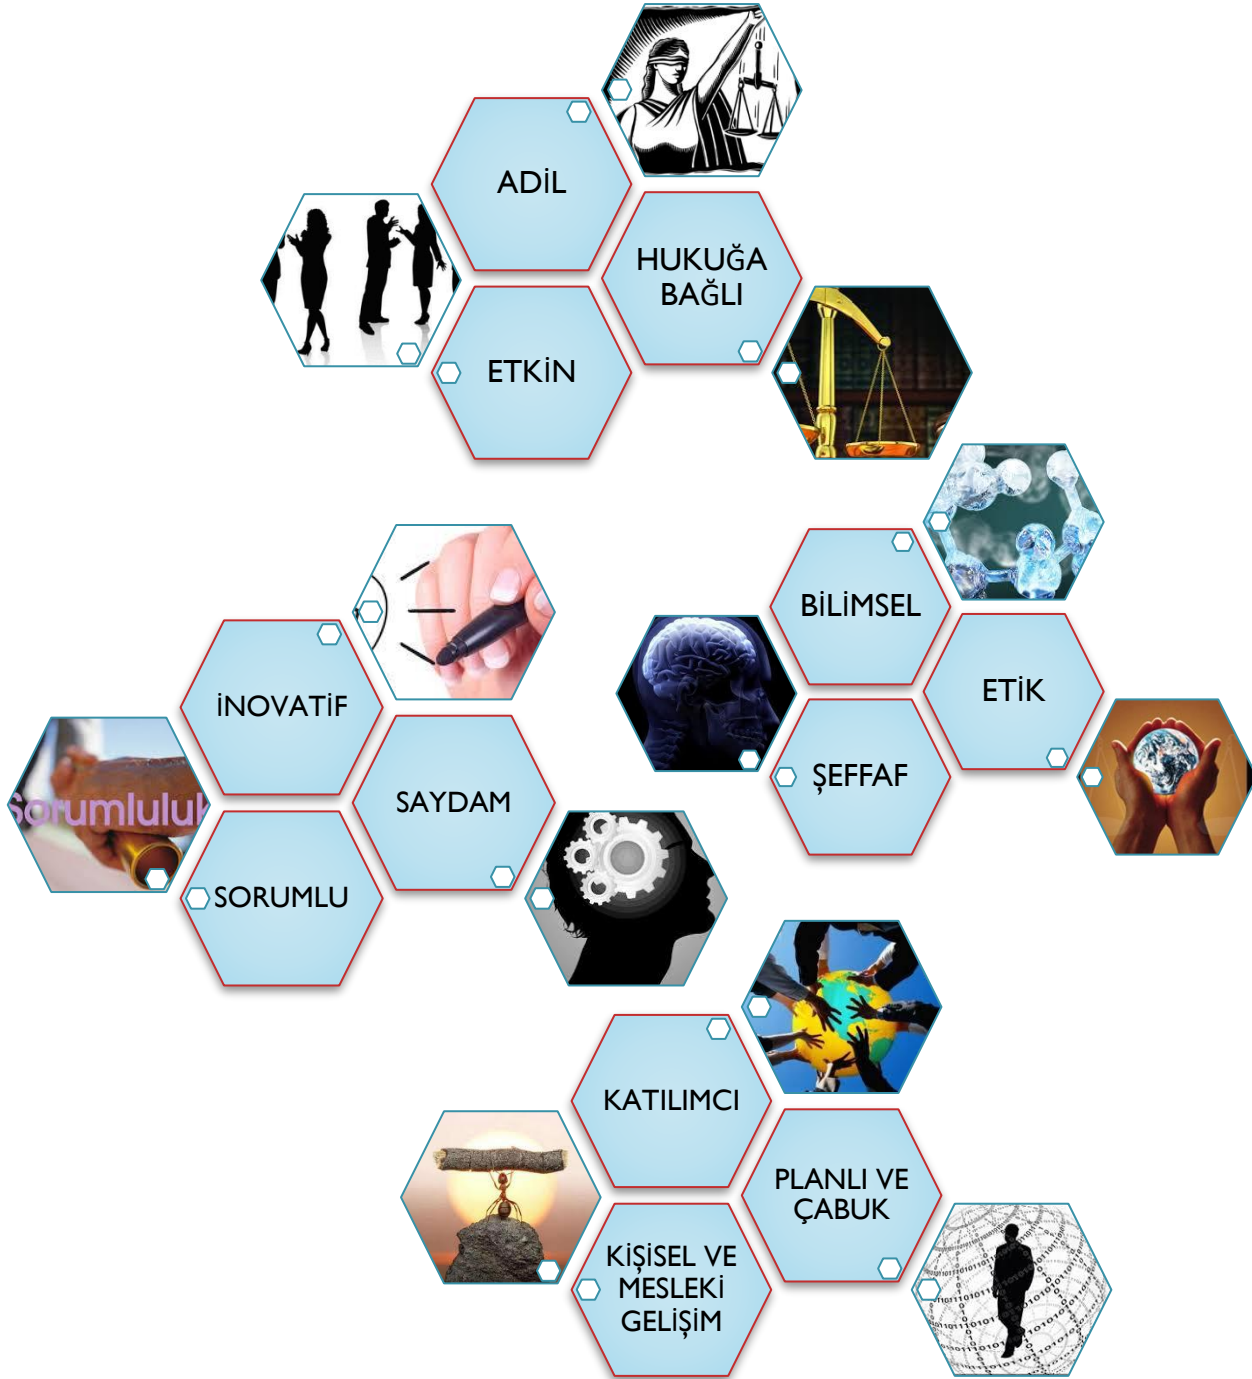 ADİL
HUKUĞA
BAĞLI
ETKİN
BİLİMSEL
ETİK
ŞEFFAF
İNOVATİF
SAYDAM
Sorumluluk
SORUMLU
KATILIMCI
PLANLI VE
ÇABUK
KİŞİSEL VE
MESLEKİ
GELİŞİM